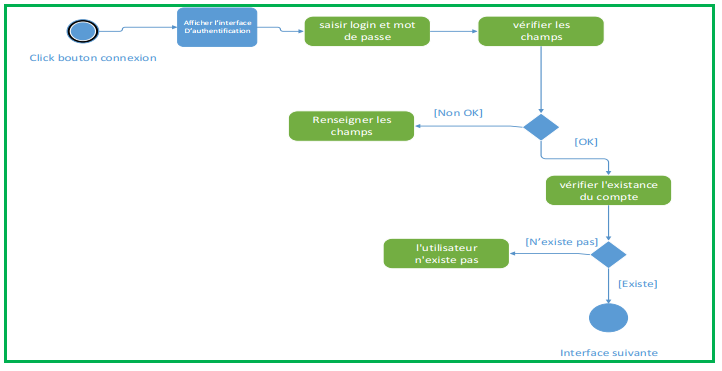 Afficher l'interface
D'authentification
saisir login et mot
de passe
vérifier les
champs
Click bouton connexion
[Non OK]
Renseigner les
champs
[OK]
vérifier l'existance
du compte
[N'existe pas]
l'utilisateur
n'existe pas
[Existe]
Interface suivante